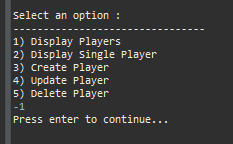 Select an option :
--------------------------------
1) Display Players
2) Display Single Player
3) Create Player
4) Update Player
5) Delete Player
-1
Press enter to continue...